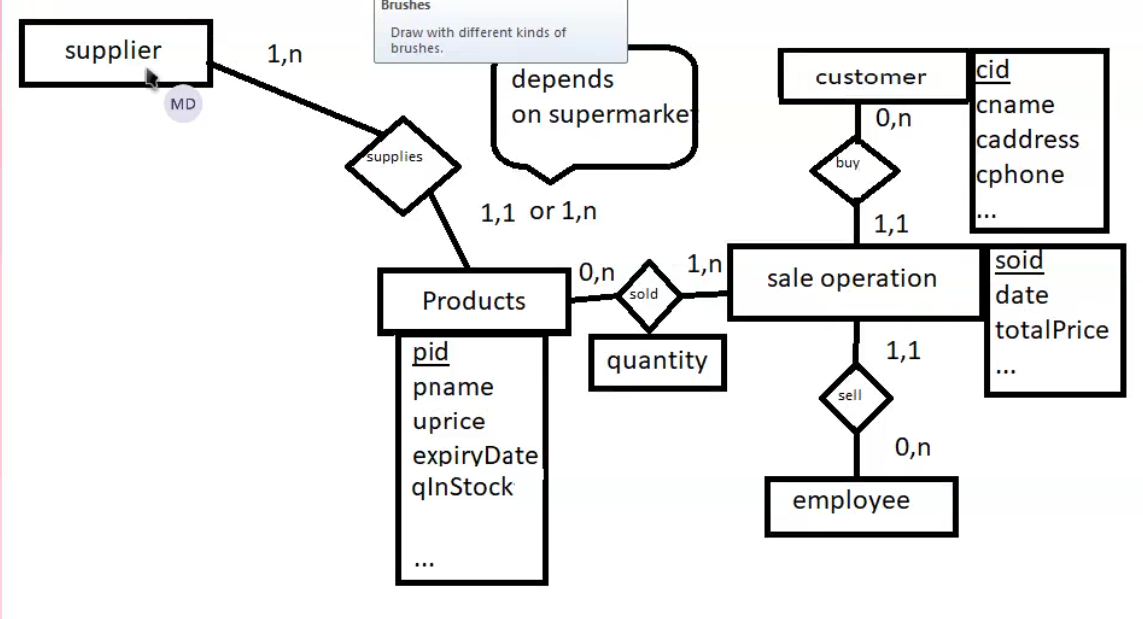 Brushes
Draw with different kinds of
brushes.
supplier
1,n
MD
supplies
depends
on supermarket
1,1 or 1,n
customer
cid
cname
caddress
cphone
...
0,n
buy
1,1
sale operation
soid
date
totalPrice
...
0,n
sold
1,n
quantity
Products
pid
pname
uprice
expiryDate
qInStock
...
1,1
sell
0,n
employee